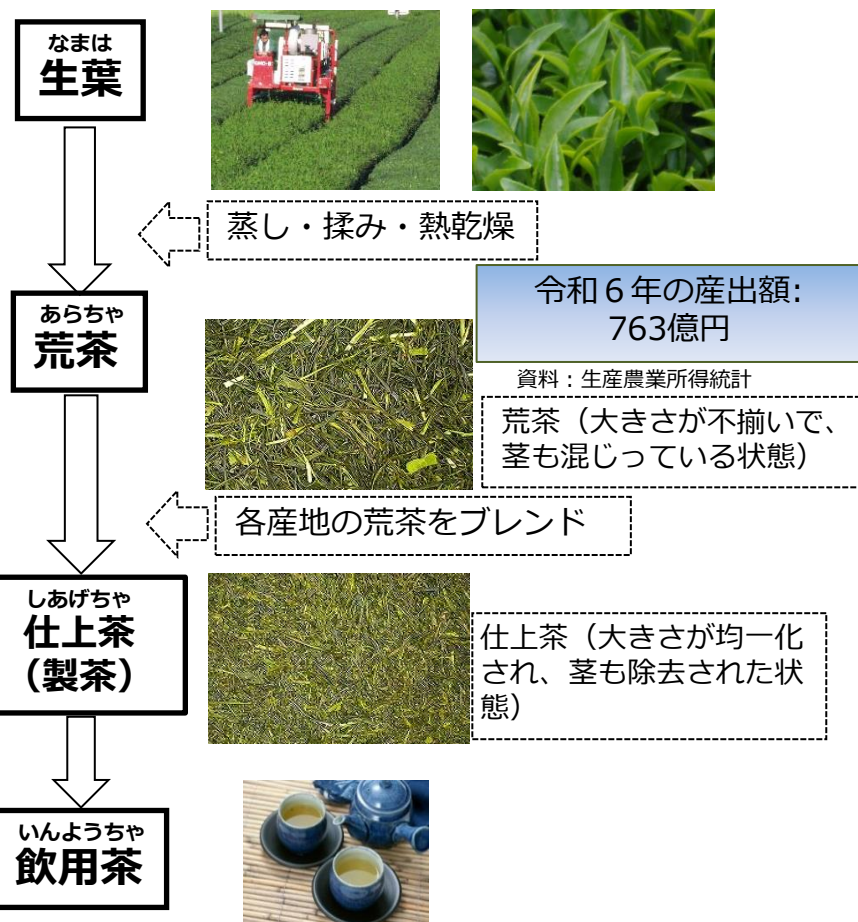 なまは
生葉
蒸し・揉み・熱乾燥
令和６年の産出額:
763億円
あらちゃ
荒茶
資料：生産農業所得統計
荒茶（大きさが不揃いで、
茎も混じっている状態）
各産地の荒茶をブレンド
しあげちゃ
仕上茶
（製茶）
仕上茶（大きさが均一化
され、茎も除去された状
態）
いんようちゃ
飲用茶